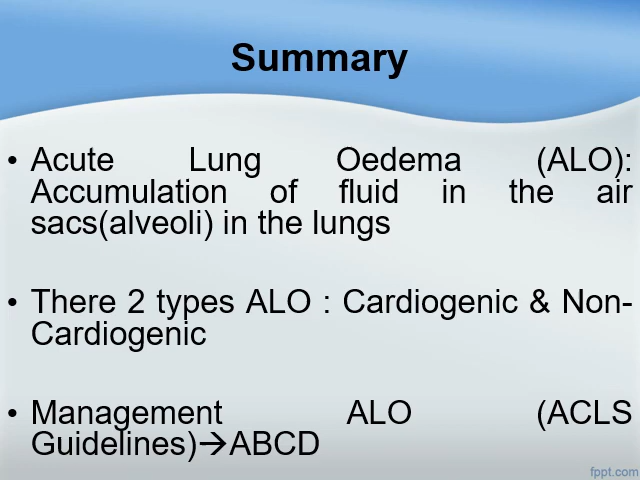 Summary
• Acute Lung Oedema (ALO):
Accumulation of fluid in the air
sacs(alveoli) in the lungs
• There 2 types ALO : Cardiogenic & Non-
Cardiogenic
• Management ALO (ACLS
Guidelines)→ABCD
fppt.com